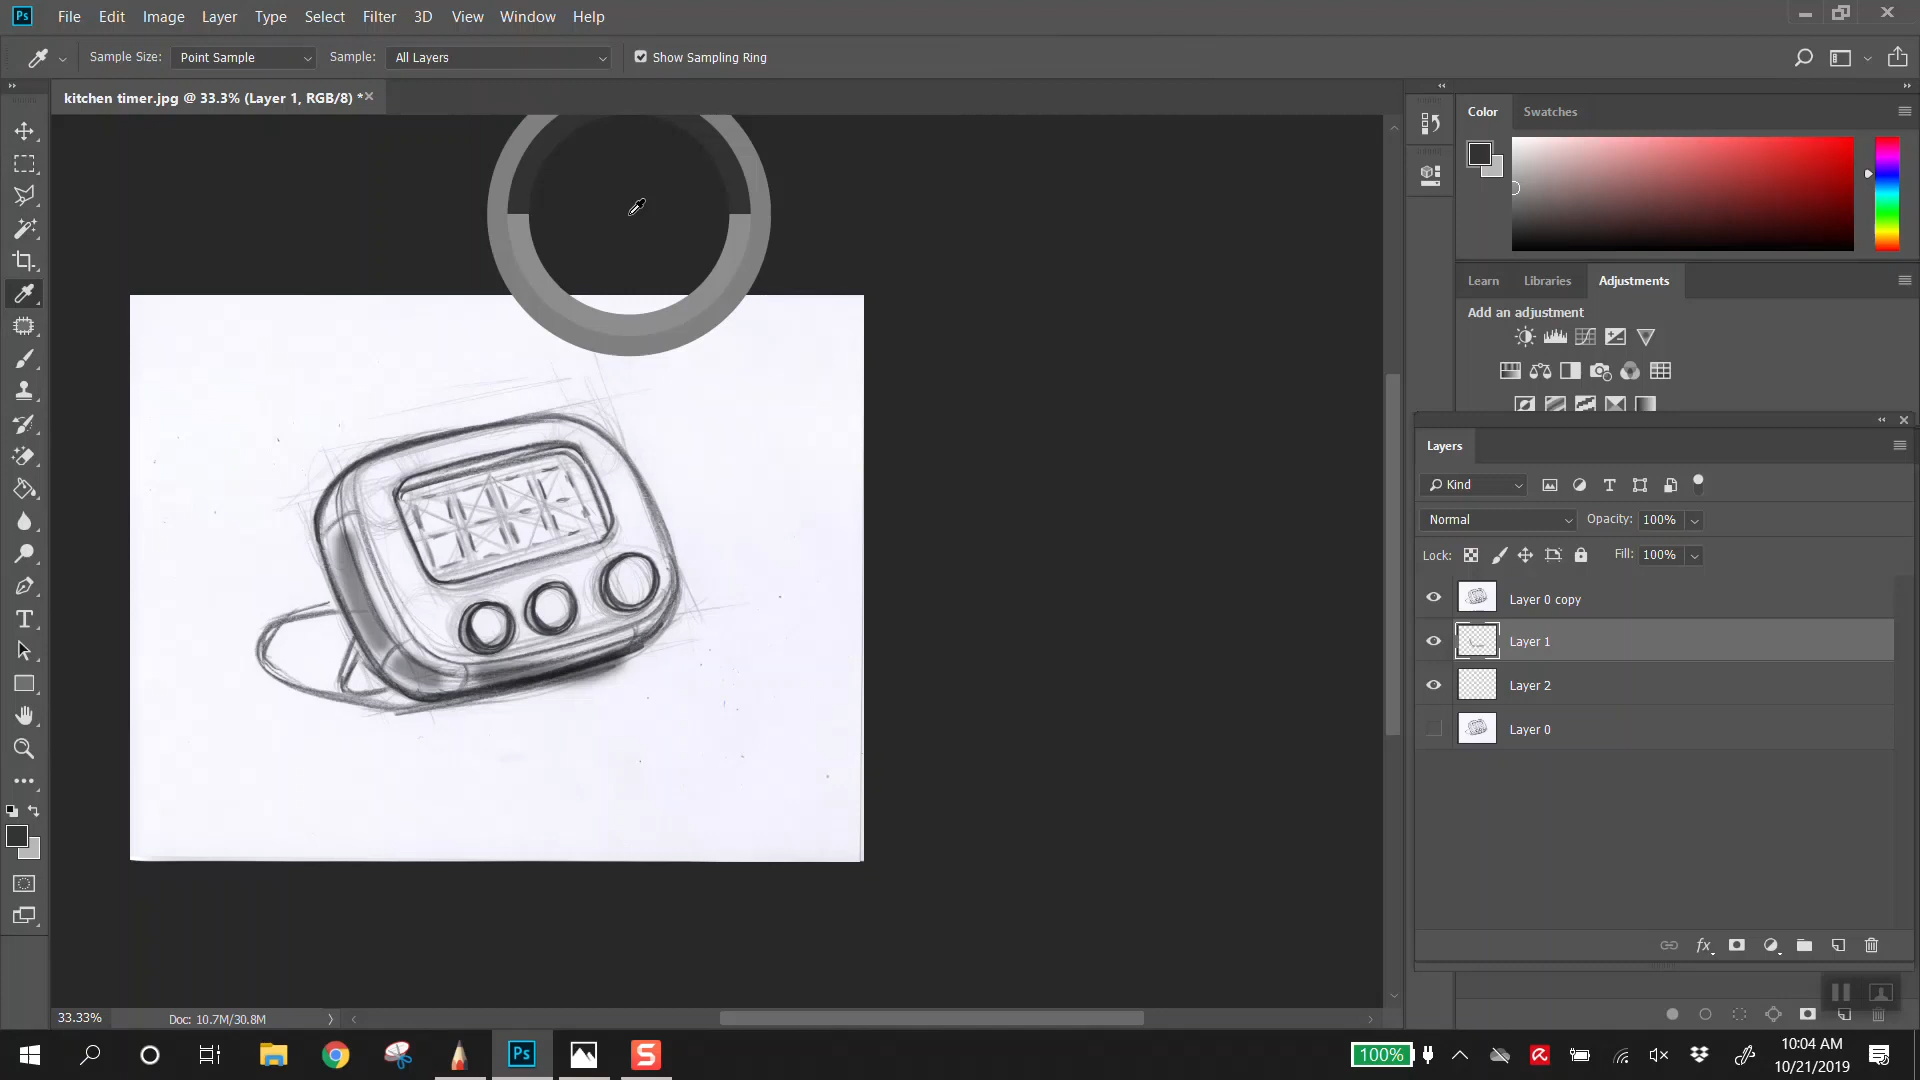 Ps File Edit Image Layer Type Select Filter 3D View Window Help
Sample Size: Point Sample Sample: All Layers Show Sampling Ring
kitchen timer.jpg @ 33.3% (Layer 1, RGB/8) *
Color Swatches
Learn Libraries Adjustments
Add an adjustment
Layers
Kind
Normal Opacity: 100%
Lock: Fill: 100%
Layer 0 copy
Layer 1
Layer 2
Layer 0
fx
33.33% Doc: 10.7M/30.8M
Ps S 100% 10:04 AM
10/21/2019